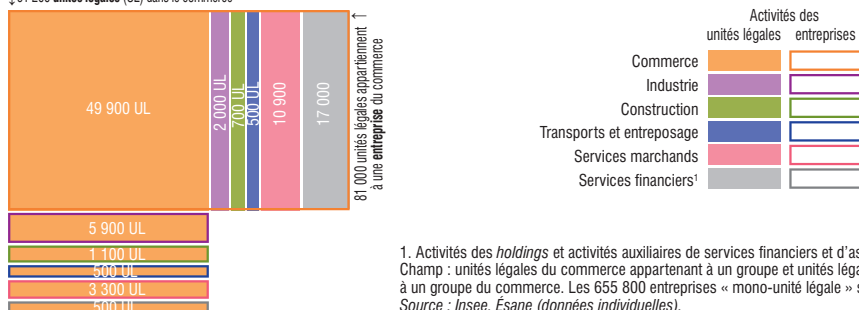 unités légales (UL) dans le commerce
49 900 UL
2 000 UL
700 UL
500 UL
10 900
17 000
81 000 unités légales appartiennent ↑
à une entreprise du commerce
5 900 UL
1 100 UL
500 UL
3 300 UL
500 UL
Activités des
unités légales entreprises
Commerce
Industrie
Construction
Transports et entreposage
Services marchands
Services financiers¹
1. Activités des holdings et activités auxiliaires de services financiers et d'as
Champ : unités légales du commerce appartenant à un groupe et unités léga
à un groupe du commerce. Les 655 800 entreprises « mono-unité légale » s
Source : Insee, Ésane (données individuelles).